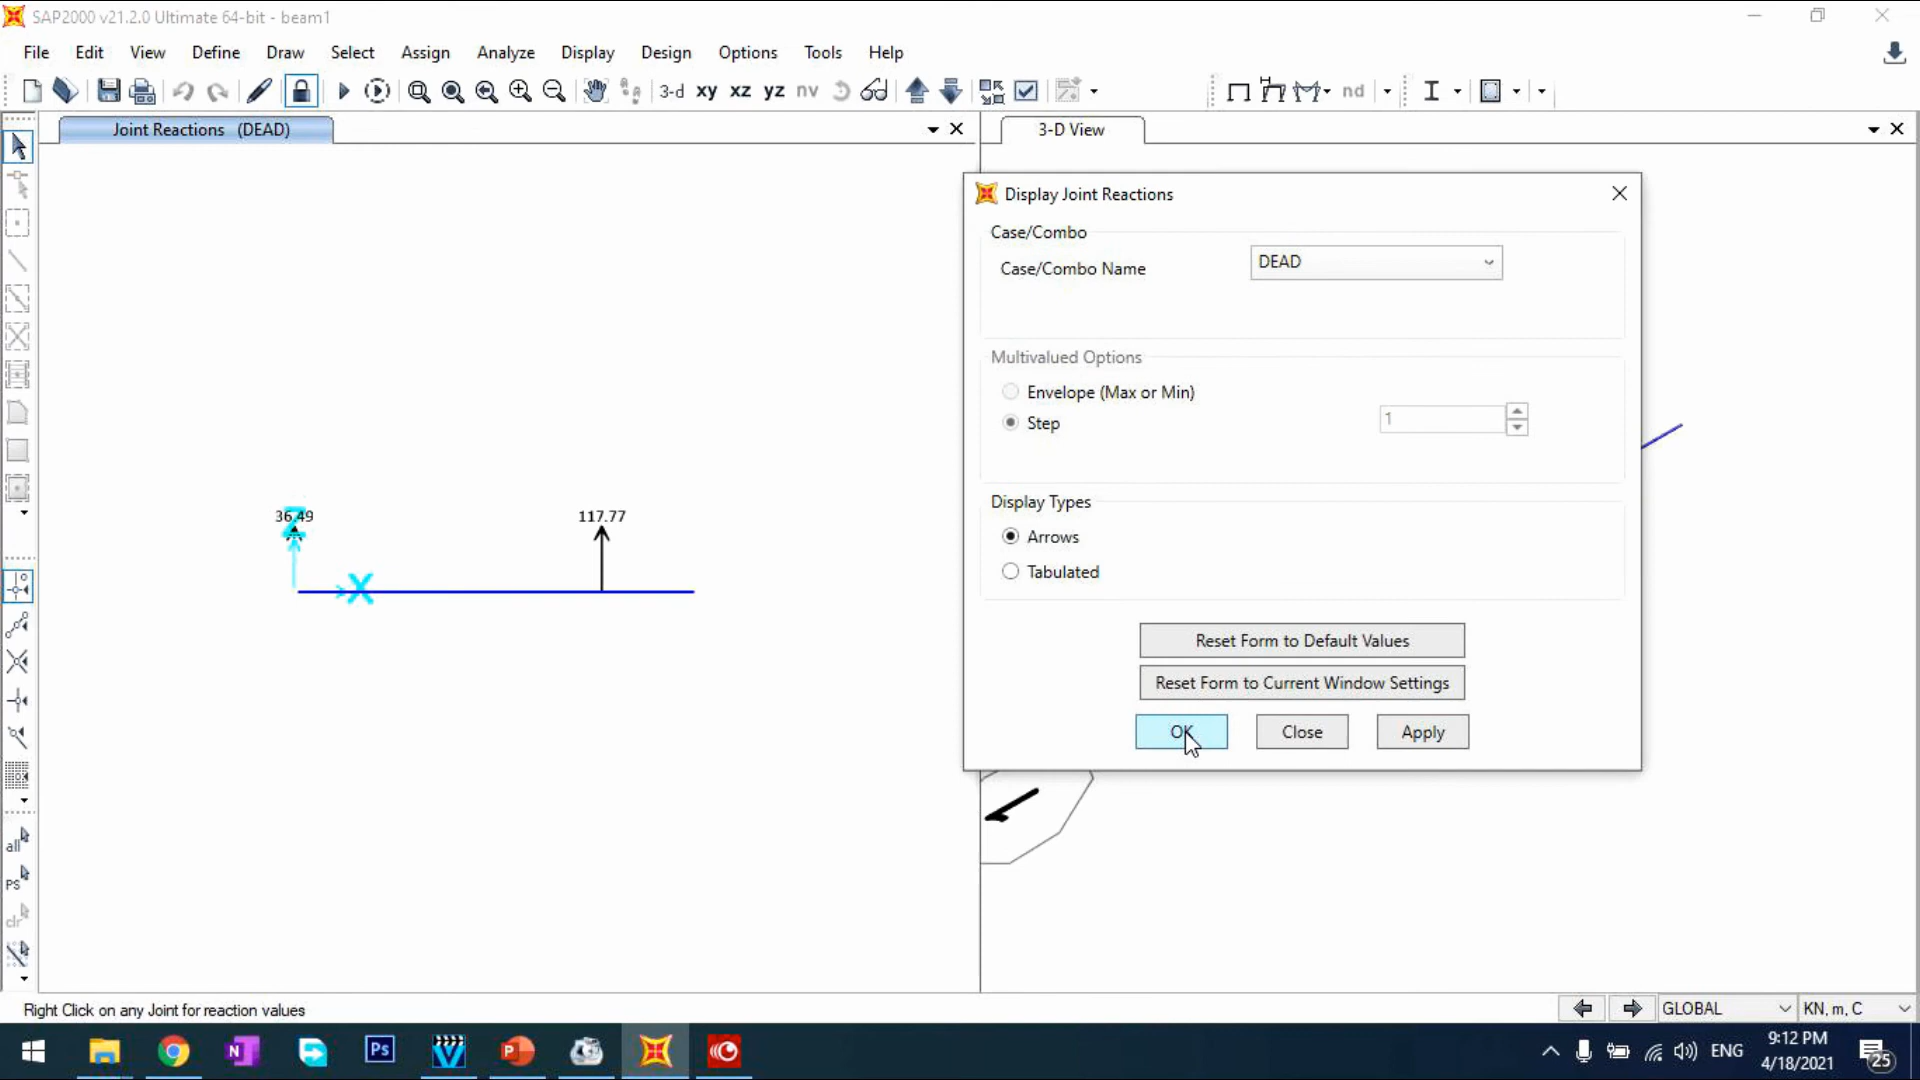 SAP2000 v21.2.0 Ultimate 64-bit - beam1
File Edit View Define Draw Select Assign Analyze Display Design Options Tools Help
3-d xy xz yz nv nd
Joint Reactions (DEAD)
3-D View
Display Joint Reactions
Case/Combo
Case/Combo Name DEAD
Multivalued Options
Envelope (Max or Min)
Step 1
Display Types
Arrows
Tabulated
Reset Form to Default Values
Reset Form to Current Window Settings
OK Close Apply
36.49
117.77
Z
X
all
PS
clr
Right Click on any Joint for reaction values
GLOBAL KN, m, C
N Ps V P
ENG
9:12 PM
4/18/2021
25